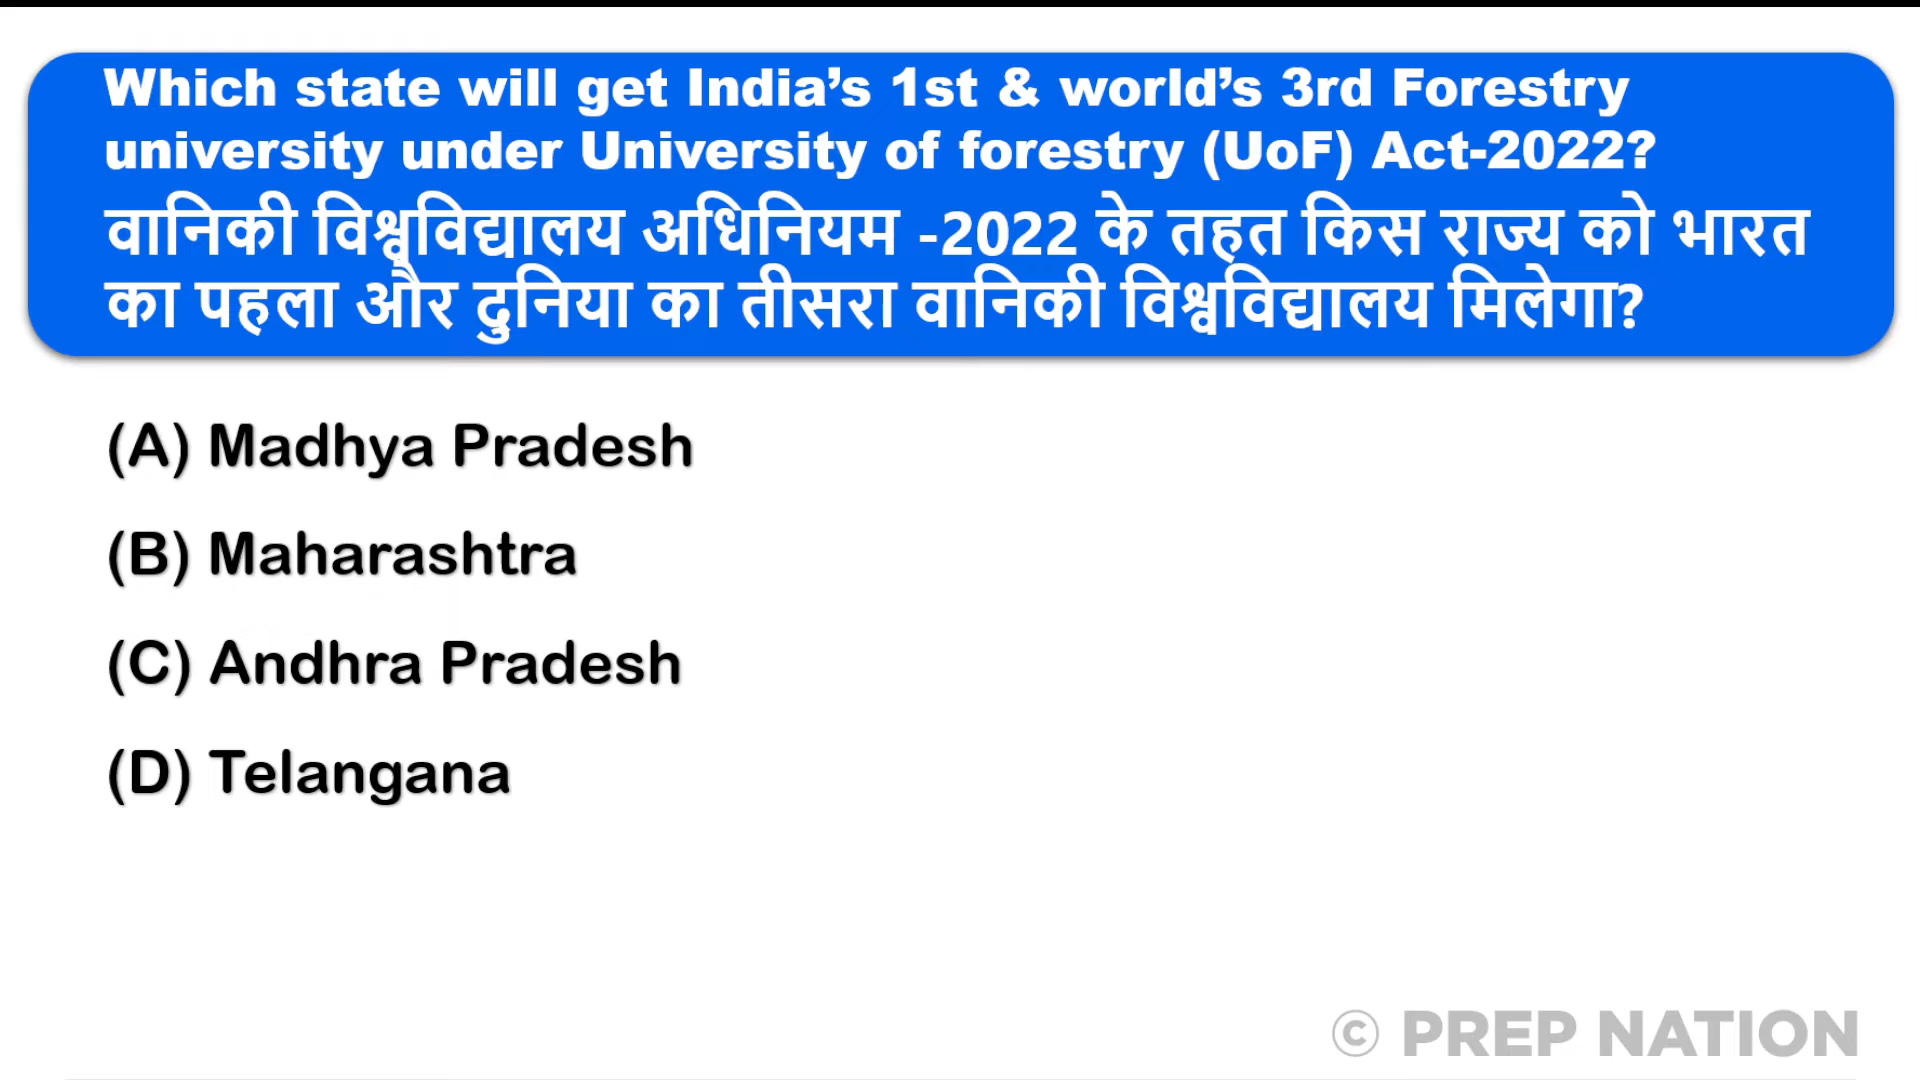 Which state will get India’s 1st & world’s 3rd Forestry
university under University of forestry (UoF) Act-2022?
वानिकी विश्वविद्यालय अधिनियम -2022 के तहत किस राज्य को भारत
का पहला और दुनिया का तीसरा वानिकी विश्वविद्यालय मिलेगा?
(A) Madhya Pradesh
(B) Maharashtra
(C) Andhra Pradesh
(D) Telangana
© PREP NATION